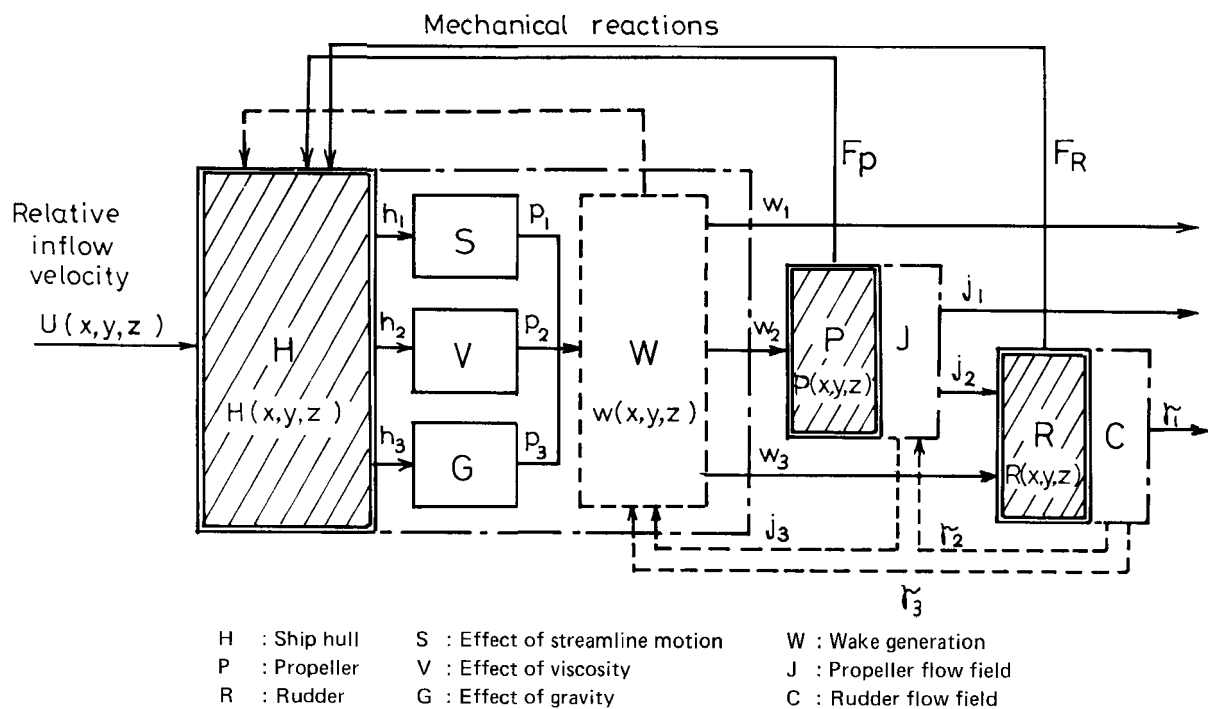 Mechanical reactions
Fp
FR
Relative
inflow
velocity
U(x,y,z)
H
H(x,y,z)
h1
h2
h3
S
V
G
p1
p2
p3
W
w(x,y,z)
w1
w2
w3
P
P(x,y,z)
J
j1
j2
j3
R
R(x,y,z)
C
r1
r2
r3
H : Ship hull S : Effect of streamline motion W : Wake generation
P : Propeller V : Effect of viscosity J : Propeller flow field
R : Rudder G : Effect of gravity C : Rudder flow field